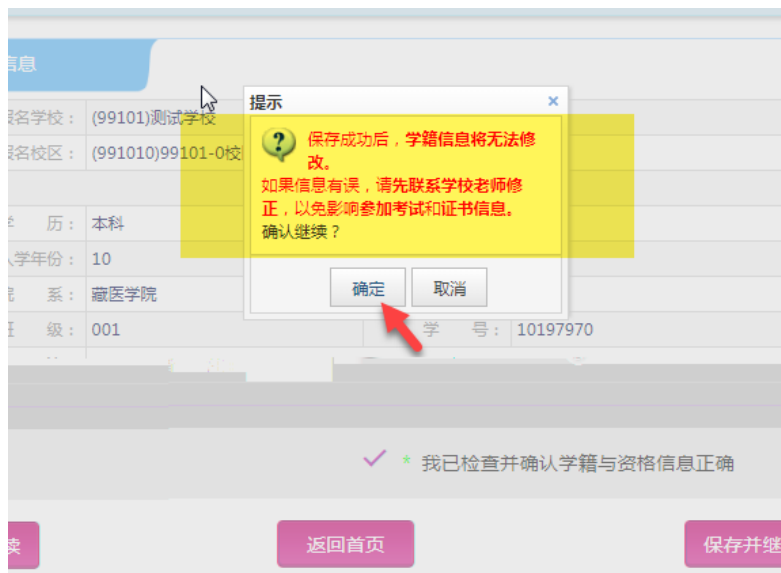 信息
提示
报名学校： (99101)测试学校
保存成功后，学籍信息将无法修
改。
报名校区： (991010)99101-0校
如果信息有误，请先联系学校老师修
正，以免影响参加考试和证书信息。
历： 本科
确认继续？
入学年份： 10
系： 藏医学院
确定 取消
级： 001
学 号： 10197970
* 我已检查并确认学籍与资格信息正确
续
返回首页
保存并继